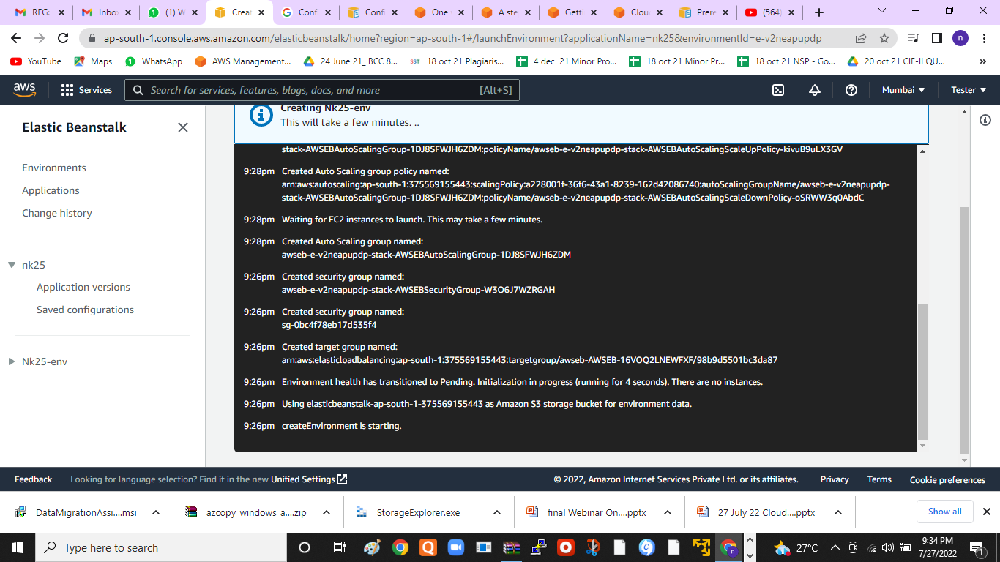 REG:
Inbo
(1) W
Creat
Confi
Confi
One
A ste
Getti
Clou
Prere
(564)
ap-south-1.console.aws.amazon.com/elasticbeanstalk/home?region=ap-south-1#/launchEnvironment?applicationName=nk25&environmentId=e-v2neapupdp
n
YouTube
Maps
WhatsApp
AWS Management...
24 June 21_ BCC 8...
SST 18 oct 21 Plagiaris...
4 dec 21 Minor Pro...
18 oct 21 Minor Pr...
18 oct 21 NSP - Go...
20 oct 21 CIE-II QU...
»
aws
Services
Search for services, features, blogs, docs, and more [Alt+S]
Mumbai
Tester
Elastic Beanstalk
Environments
Applications
Change history
nk25
Application versions
Saved configurations
Nk25-env
Creating Nk25-env
This will take a few minutes. ..
stack-AWSEBAutoScalingGroup-1DJ8SFWJH6ZDM:policyName/awseb-e-v2neapupdp-stack-AWSEBAutoScalingScaleUpPolicy-kivuB9uLX3GV
9:28pm Created Auto Scaling group policy named:
arn:aws:autoscaling:ap-south-1:375569155443:scalingPolicy:a228001f-36f6-43a1-8239-162d42086740:autoScalingGroupName/awseb-e-v2neapupdp-
stack-AWSEBAutoScalingGroup-1DJ8SFWJH6ZDM:policyName/awseb-e-v2neapupdp-stack-AWSEBAutoScalingScaleDownPolicy-oSRWW3q0AbdC
9:28pm Waiting for EC2 instances to launch. This may take a few minutes.
9:28pm Created Auto Scaling group named:
awseb-e-v2neapupdp-stack-AWSEBAutoScalingGroup-1DJ8SFWJH6ZDM
9:26pm Created security group named:
awseb-e-v2neapupdp-stack-AWSEBSecurityGroup-W3O6J7WZRGAH
9:26pm Created security group named:
sg-0bc4f78eb17d535f4
9:26pm Created target group named:
arn:aws:elasticloadbalancing:ap-south-1:375569155443:targetgroup/awseb-AWSEB-16VOQ2LNEWFXF/98b9d5501bc3da87
9:26pm Environment health has transitioned to Pending. Initialization in progress (running for 4 seconds). There are no instances.
9:26pm Using elasticbeanstalk-ap-south-1-375569155443 as Amazon S3 storage bucket for environment data.
9:26pm createEnvironment is starting.
Feedback
Looking for language selection? Find it in the new Unified Settings
© 2022, Amazon Internet Services Private Ltd. or its affiliates.
Privacy
Terms
Cookie preferences
DataMigrationAssi....msi
azcopy_windows_a....zip
StorageExplorer.exe
final Webinar On....pptx
27 July 22 Cloud....pptx
Show all
Type here to search
27°C
9:34 PM
7/27/2022
1